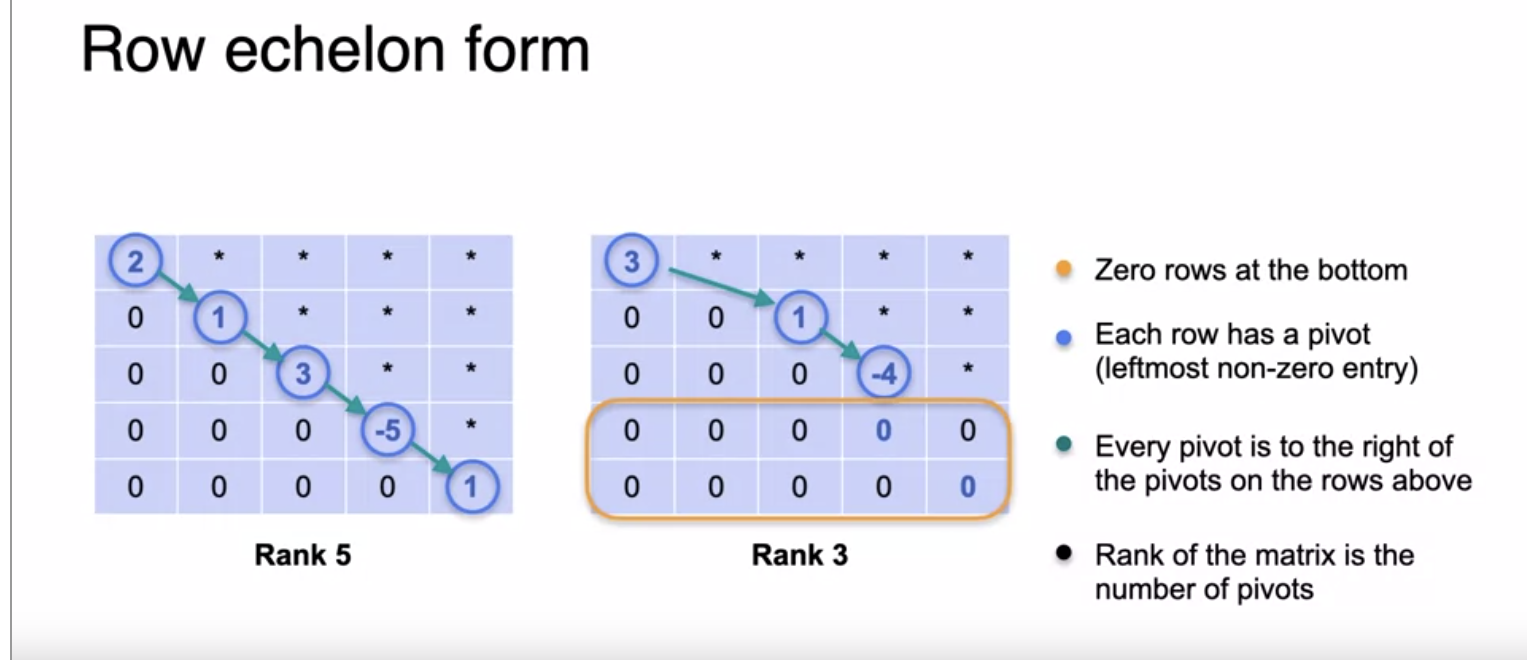 Row echelon form
2 * * * *
0 1 * * *
0 0 3 * *
0 0 0 -5 *
0 0 0 0 1
Rank 5
3 * * * *
0 0 1 * *
0 0 0 -4 *
0 0 0 0 0
0 0 0 0 0
Rank 3
Zero rows at the bottom
Each row has a pivot
(leftmost non-zero entry)
Every pivot is to the right of
the pivots on the rows above
Rank of the matrix is the
number of pivots